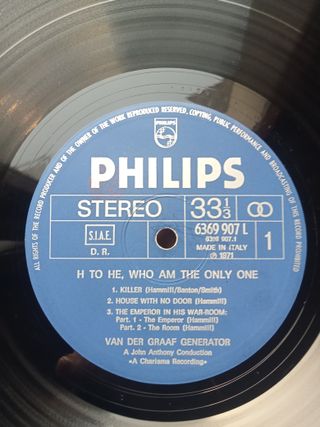 ALL RIGHTS OF THE RECORD PRODUCER AND OF THE OWNER OF THE WORK REPRODUCED RESERVED. COPYING, PUBLIC PERFORMANCE AND BROADCASTING OF THIS RECORD PROHIBITED
PHILIPS
PHILIPS
STEREO 33 1/3
S.I.A.E.
D. R.
6369 907 L
6369 907.1
MADE IN ITALY
℗ 1971
1
H TO HE, WHO AM THE ONLY ONE
1. KILLER (Hammill/Banton/Smith)
2. HOUSE WITH NO DOOR (Hammill)
3. THE EMPEROR IN HIS WAR-ROOM:
Part. 1 - The Emperor (Hammill)
Part. 2 - The Room (Hammill)
VAN DER GRAAF GENERATOR
A John Anthony Conduction
«A Charisma Recording»